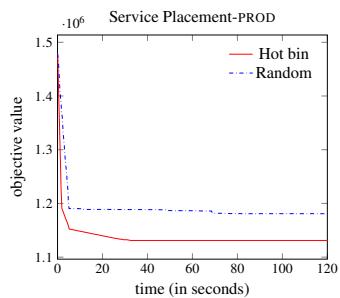 Service Placement-PROD
·10⁶
1.5
1.4
1.3
1.2
1.1
objective value
Hot bin
Random
0 20 40 60 80 100 120
time (in seconds)